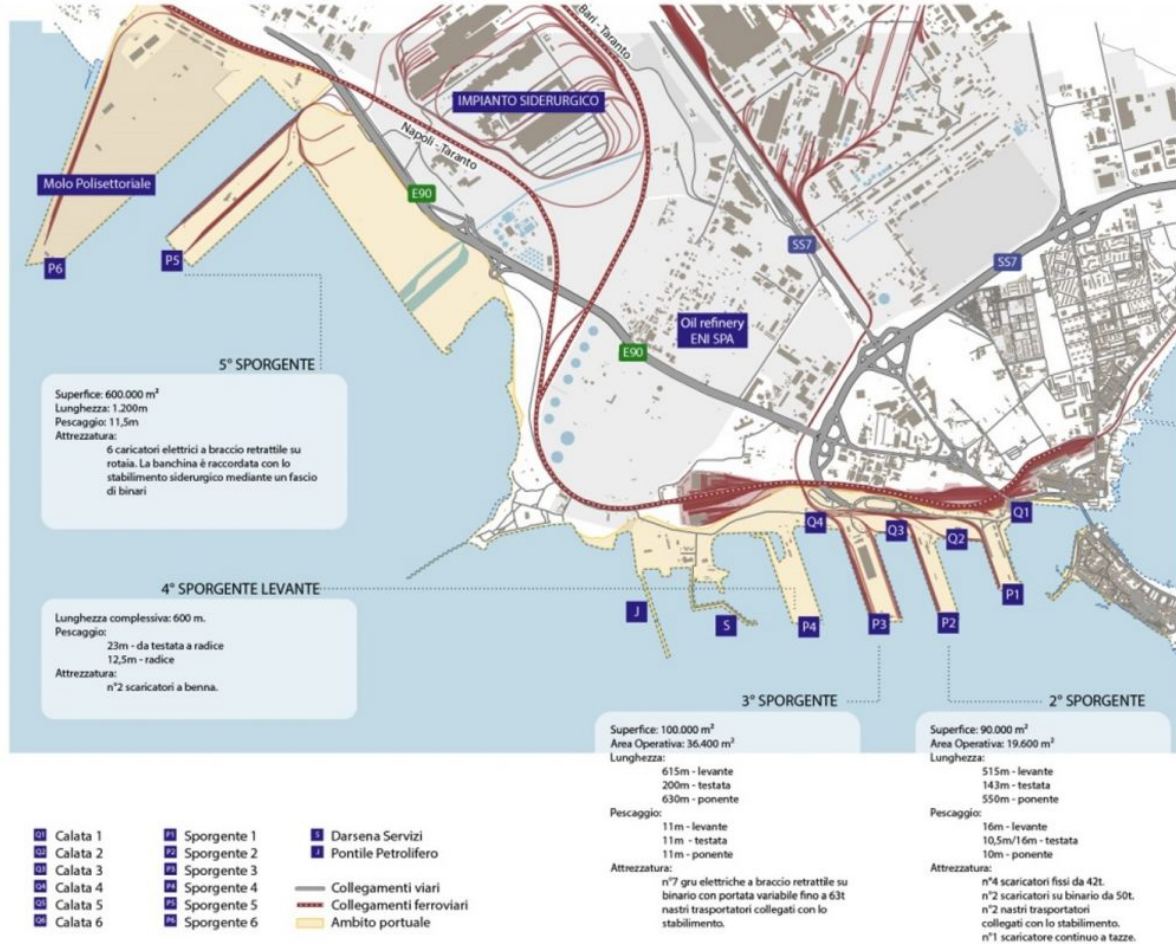 Bari - Taranto
IMPIANTO SIDERURGICO
Napoli - Taranto
Molo Polisettoriale
E90
SS7
SS7
P6
P5
Oil refinery
ENI SPA
E90
5° SPORGENTE
Superfice: 600.000 m²
Lunghezza: 1.200m
Pescaggio: 11,5m
Attrezzatura:
6 caricatori elettrici a braccio retrattile su
rotaia. La banchina è raccordata con lo
stabilimento siderurgico mediante un fascio
di binari
Q4
Q3
Q2
Q1
4° SPORGENTE LEVANTE
Lunghezza complessiva: 600 m.
Pescaggio:
23m - da testata a radice
12,5m - radice
Attrezzatura:
n°2 scaricatori a benna.
J
S
P4
P3
P2
P1
3° SPORGENTE
Superfice: 100.000 m²
Area Operativa: 36.400 m²
Lunghezza:
615m - levante
200m - testata
630m - ponente
Pescaggio:
11m - levante
11m - testata
11m - ponente
Attrezzatura:
n°7 gru elettriche a braccio retrattile su
binario con portata variabile fino a 63t
nastri trasportatori collegati con lo
stabilimento.
2° SPORGENTE
Superfice: 90.000 m²
Area Operativa: 19.600 m²
Lunghezza:
515m - levante
143m - testata
550m - ponente
Pescaggio:
16m - levante
10,5m/16m - testata
10m - ponente
Attrezzatura:
n°4 scaricatori fissi da 42t.
n°2 scaricatori su binario da 50t.
n°2 nastri trasportatori
collegati con lo stabilimento.
n°1 scaricatore continuo a tazze.
Q1 Calata 1
Q2 Calata 2
Q3 Calata 3
Q4 Calata 4
Q5 Calata 5
Q6 Calata 6
P1 Sporgente 1
P2 Sporgente 2
P3 Sporgente 3
P4 Sporgente 4
P5 Sporgente 5
P6 Sporgente 6
S Darsena Servizi
J Pontile Petrolifero
Collegamenti viari
Collegamenti ferroviari
Ambito portuale